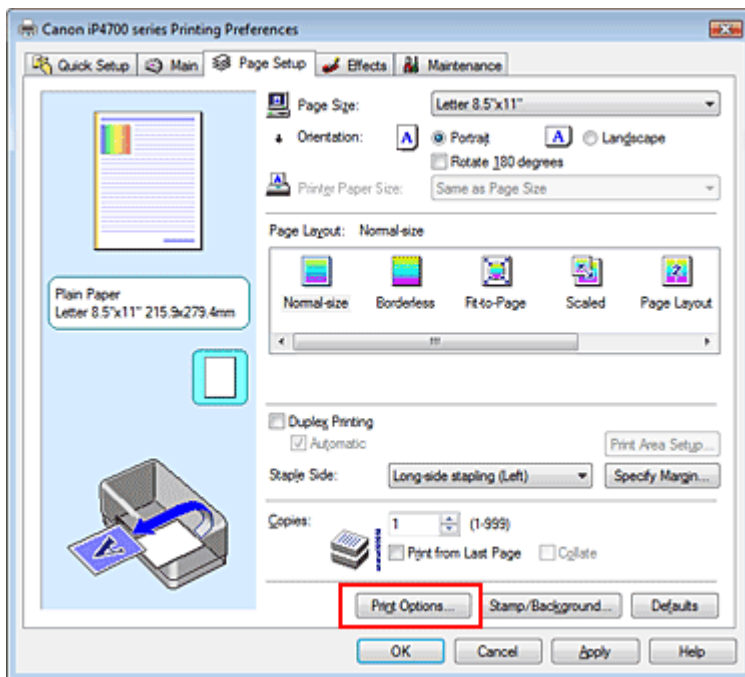 Canon iP4700 series Printing Preferences
Quick Setup Main Page Setup Effects Maintenance
Page Size: Letter 8.5"x11"
Orientation: A Portrait A Landscape
Rotate 180 degrees
Printer Paper Size: Same as Page Size
Page Layout: Normal-size
Normal-size Borderless Fit-to-Page Scaled Page Layout
Plain Paper
Letter 8.5"x11" 215.9x279.4mm
Duplex Printing
Automatic Print Area Setup...
Staple Side: Long-side stapling (Left) Specify Margin...
Copies: 1 (1-999)
Print from Last Page Collate
Print Options... Stamp/Background... Defaults
OK Cancel Apply Help